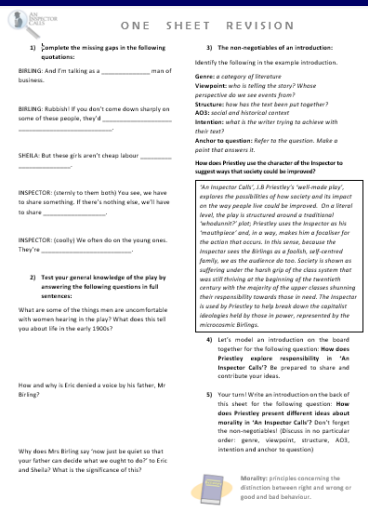 AN
INSPECTOR
CALLS
ONE SHEET REVISION
1) Complete the missing gaps in the following
quotations:
BIRLING: And I'm talking as a ______________ man of
business.
BIRLING: Rubbish! If you don't come down sharply on
some of these people, they'd ____________________
___________________________.
SHEILA: But these girls aren't cheap labour _________
_______________.
INSPECTOR: (sternly to them both) You see, we have
to share something. If there's nothing else, we'll have
to share __________________.
INSPECTOR: (coolly) We often do on the young ones.
They're __________________________.
2) Test your general knowledge of the play by
answering the following questions in full
sentences:
What are some of the things men are uncomfortable
with women hearing in the play? What does this tell
you about life in the early 1900s?
How and why is Eric denied a voice by his father, Mr
Birling?
Why does Mrs Birling say 'now just be quiet so that
your father can decide what we ought to do?' to Eric
and Sheila? What is the significance of this?
3) The non-negotiables of an introduction:
Identify the following in the example introduction.
Genre: a category of literature
Viewpoint: who is telling the story? Whose
perspective do we see events from?
Structure: how has the text been put together?
AO3: social and historical context
Intention: what is the writer trying to achieve with
their text?
Anchor to question: Refer to the question. Make a
point that answers it.
How does Priestley use the character of the Inspector to
suggest ways that society could be improved?
'An Inspector Calls', J.B Priestley's 'well-made play',
explores the possibilities of how society and its impact
on the way people could be improved. On a literal
level, the play is structured around a traditional
'whodunnit?' plot; Priestley uses the Inspector as his
'mouthpiece' and, in a way, makes him a focaliser for
the action that occurs. In this sense, because the
Inspector sees the Birlings as a foolish, self-centred
family, we as the audience do too. Society is shown as
suffering under the harsh grip of the class system that
was still thriving at the beginning of the twentieth
century with the majority of the upper classes shunning
their responsibility towards those in need. The Inspector
is used by Priestley to help break down the capitalist
ideologies held by those in power, represented by the
microcosmic Birlings.
4) Let's model an introduction on the board
together for the following question: How does
Priestley explore responsibility in 'An
Inspector Calls'? Be prepared to share and
contribute your ideas.
5) Your turn! Write an introduction on the back of
this sheet for the following question: How
does Priestley present different ideas about
morality in 'An Inspector Calls'? Don't forget
the non-negotiables! (Discuss in no particular
order: genre, viewpoint, structure, AO3,
intention and anchor to question)
Morality: principles concerning the
distinction between right and wrong or
good and bad behaviour.